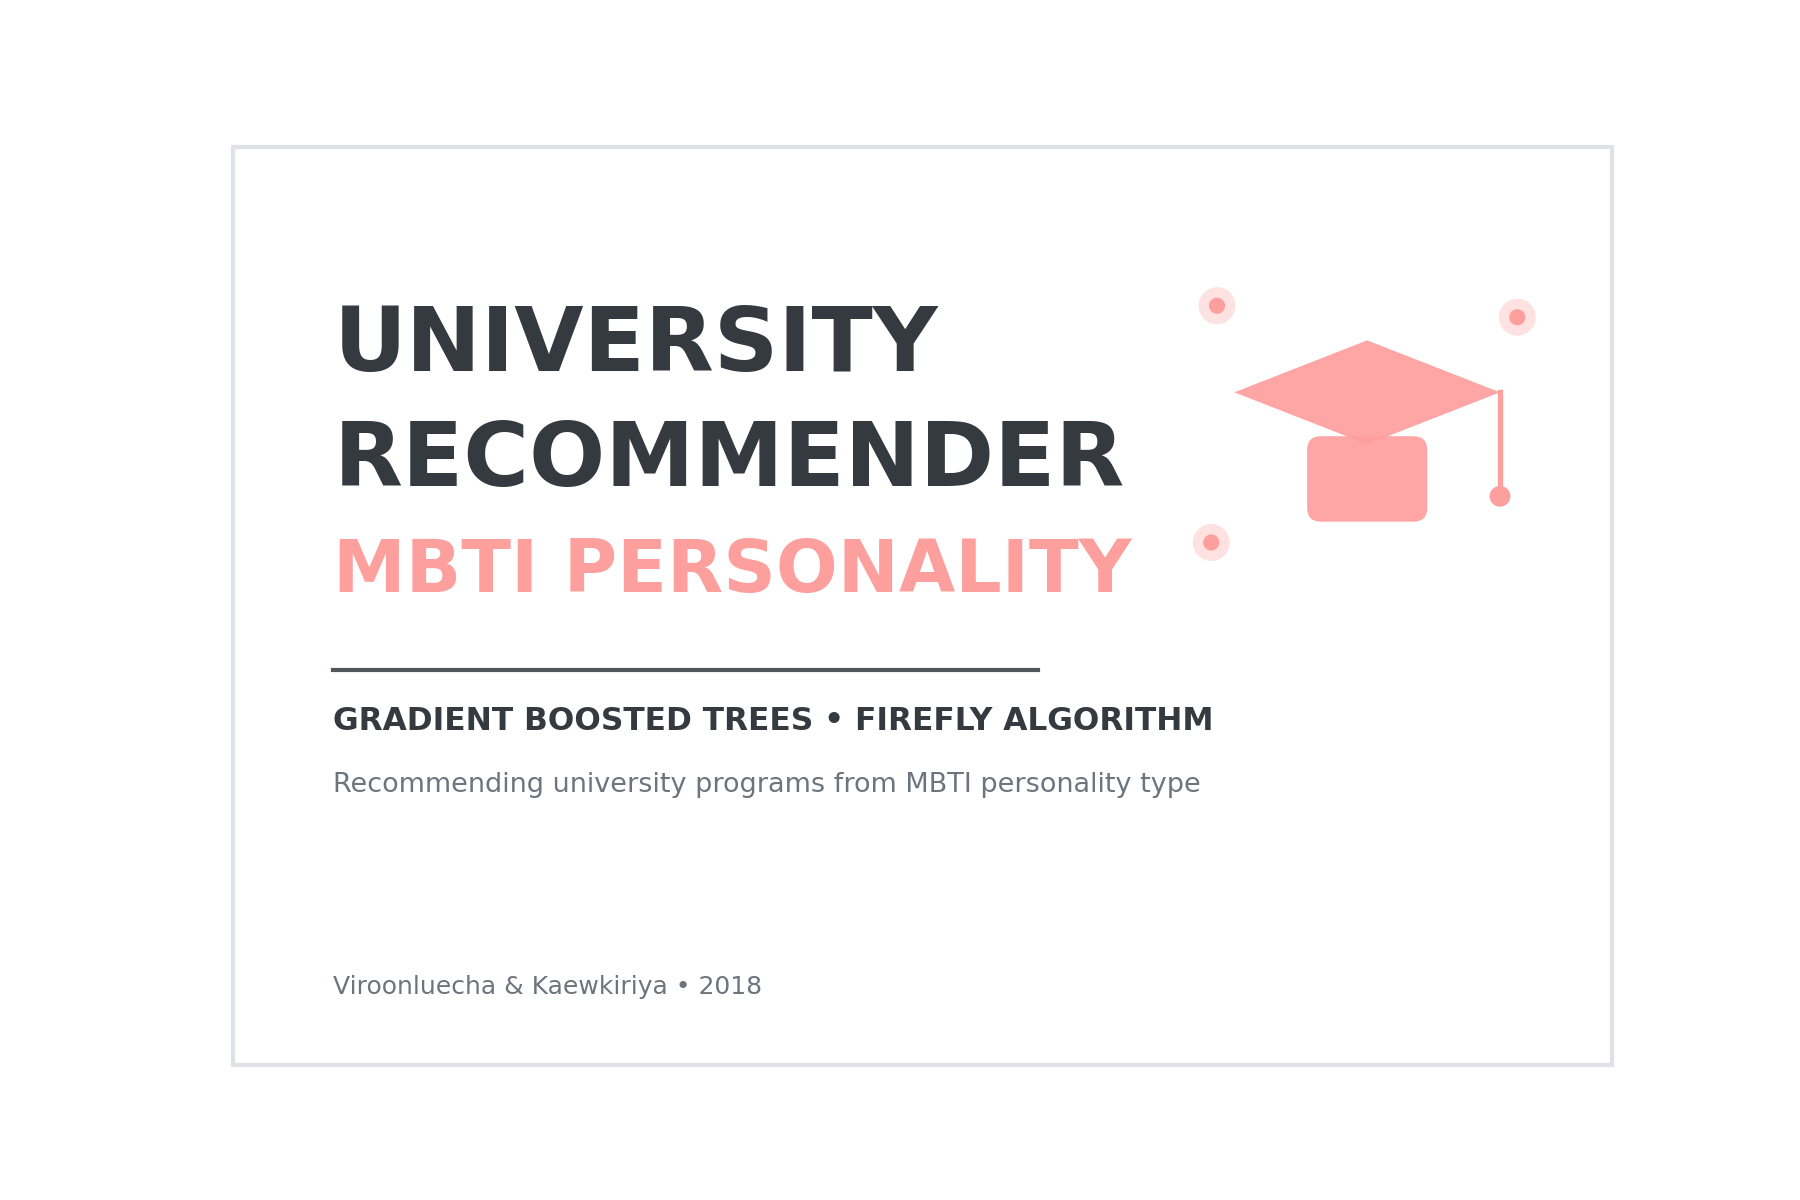 UNIVERSITY
RECOMMENDER
MBTI PERSONALITY
GRADIENT BOOSTED TREES • FIREFLY ALGORITHM
Recommending university programs from MBTI personality type
Viroonluecha & Kaewkiriya • 2018